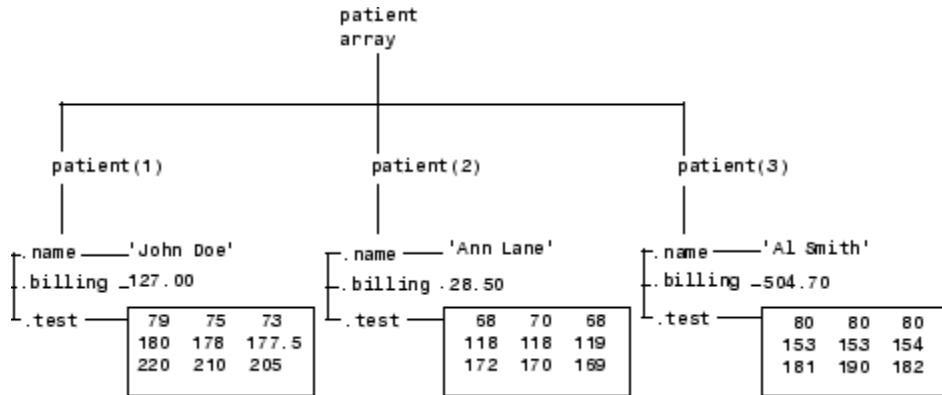 patient
array
patient(1)
patient(2)
patient(3)
.name 'John Doe'
.billing 127.00
.test
79 75 73
180 178 177.5
220 210 205
.name 'Ann Lane'
.billing 28.50
.test
68 70 68
118 118 119
172 170 169
.name 'Al Smith'
.billing 504.70
.test
80 80 80
153 153 154
181 190 182